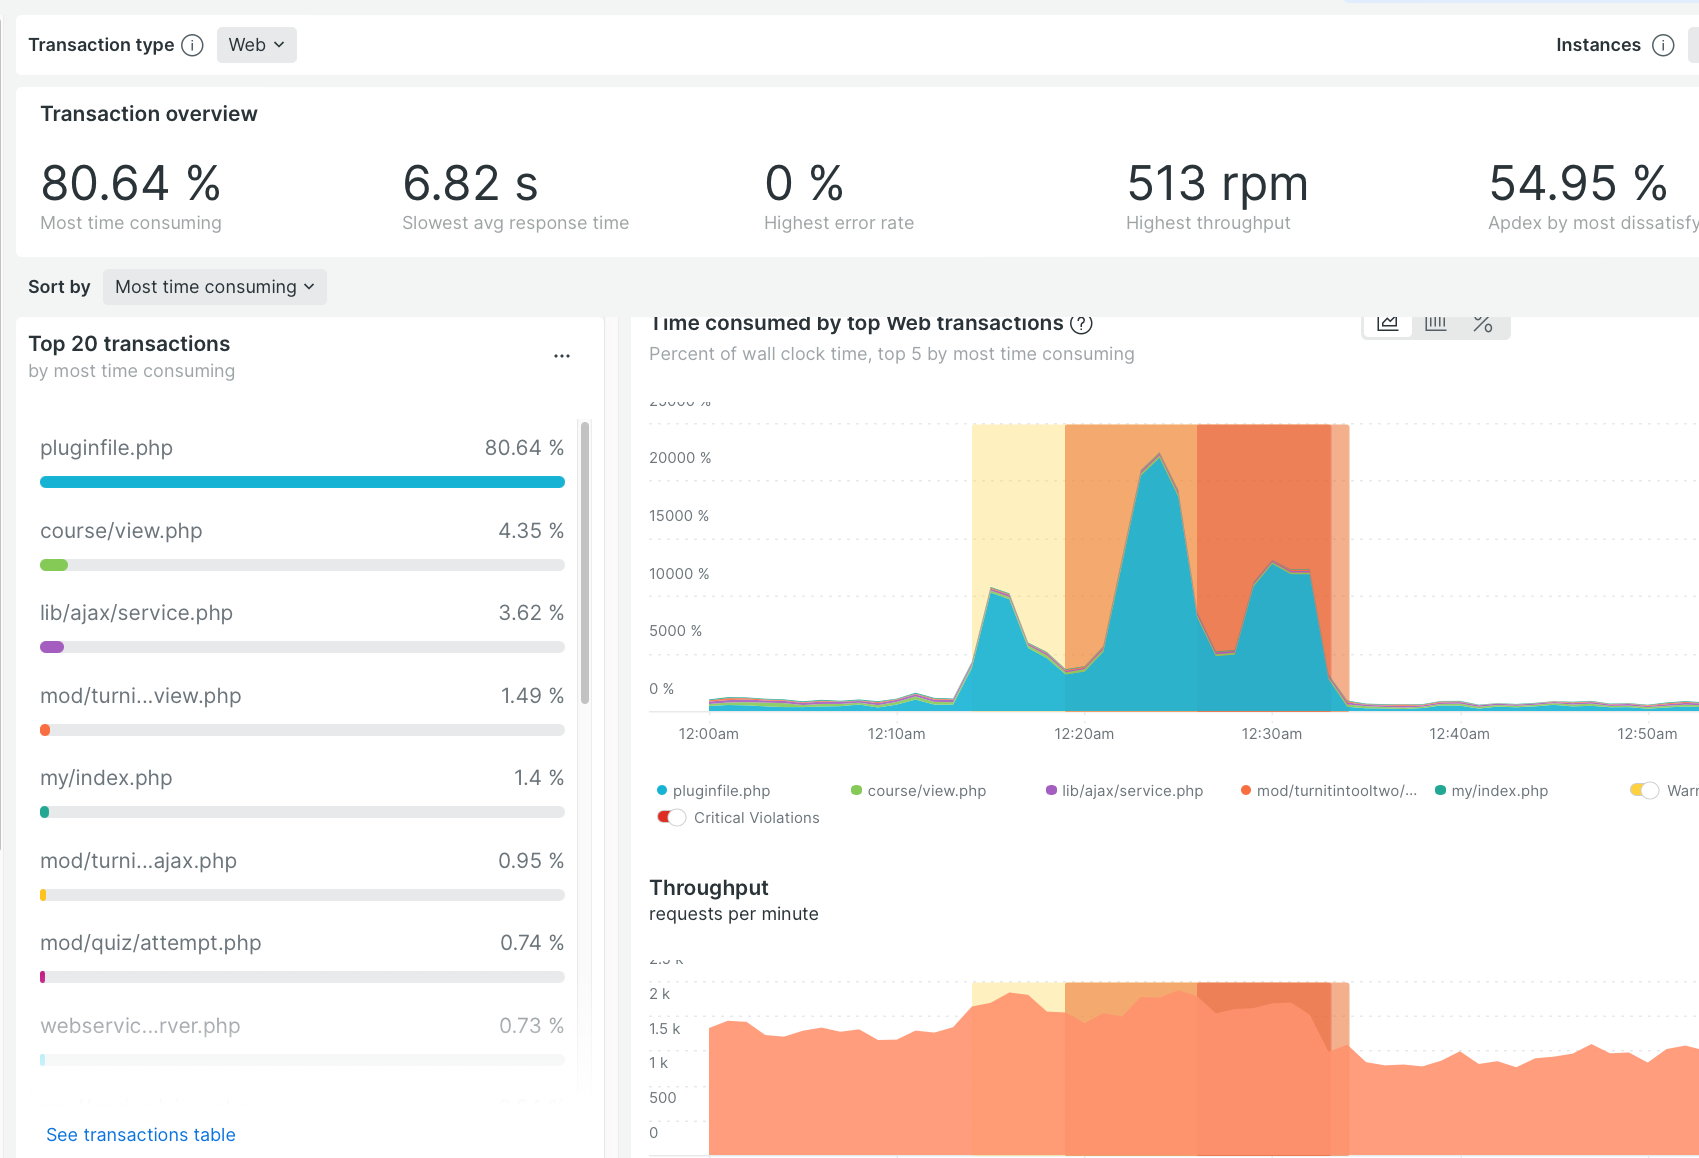 Transaction type Web Instances
Transaction overview
80.64 % 6.82 s 0 % 513 rpm 54.95 %
Most time consuming Slowest avg response time Highest error rate Highest throughput Apdex by most dissatisfy
Sort by Most time consuming
Top 20 transactions
by most time consuming
pluginfile.php 80.64 %
course/view.php 4.35 %
lib/ajax/service.php 3.62 %
mod/turni...view.php 1.49 %
my/index.php 1.4 %
mod/turni...ajax.php 0.95 %
mod/quiz/attempt.php 0.74 %
webservic...rver.php 0.73 %
See transactions table
Time consumed by top Web transactions
Percent of wall clock time, top 5 by most time consuming
25000 %
20000 %
15000 %
10000 %
5000 %
0 %
12:00am 12:10am 12:20am 12:30am 12:40am 12:50am
pluginfile.php course/view.php lib/ajax/service.php mod/turnitintooltwo/... my/index.php
Critical Violations
Throughput
requests per minute
2.5 k
2 k
1.5 k
1 k
500
0